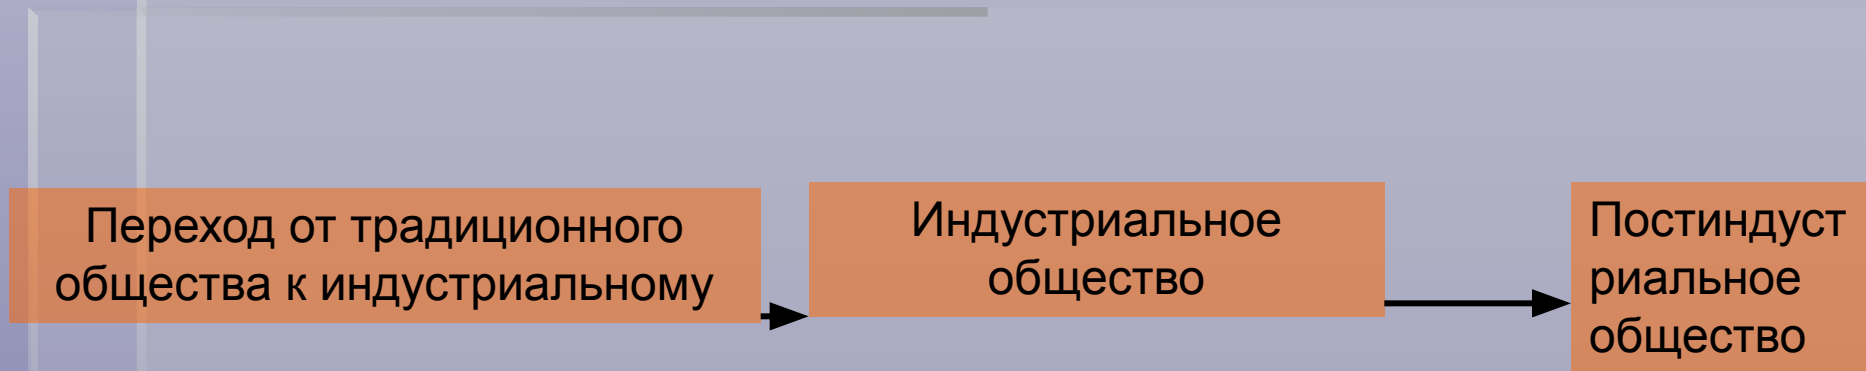 Переход от традиционного
общества к индустриальному
Индустриальное
общество
Постиндуст
риальное
общество